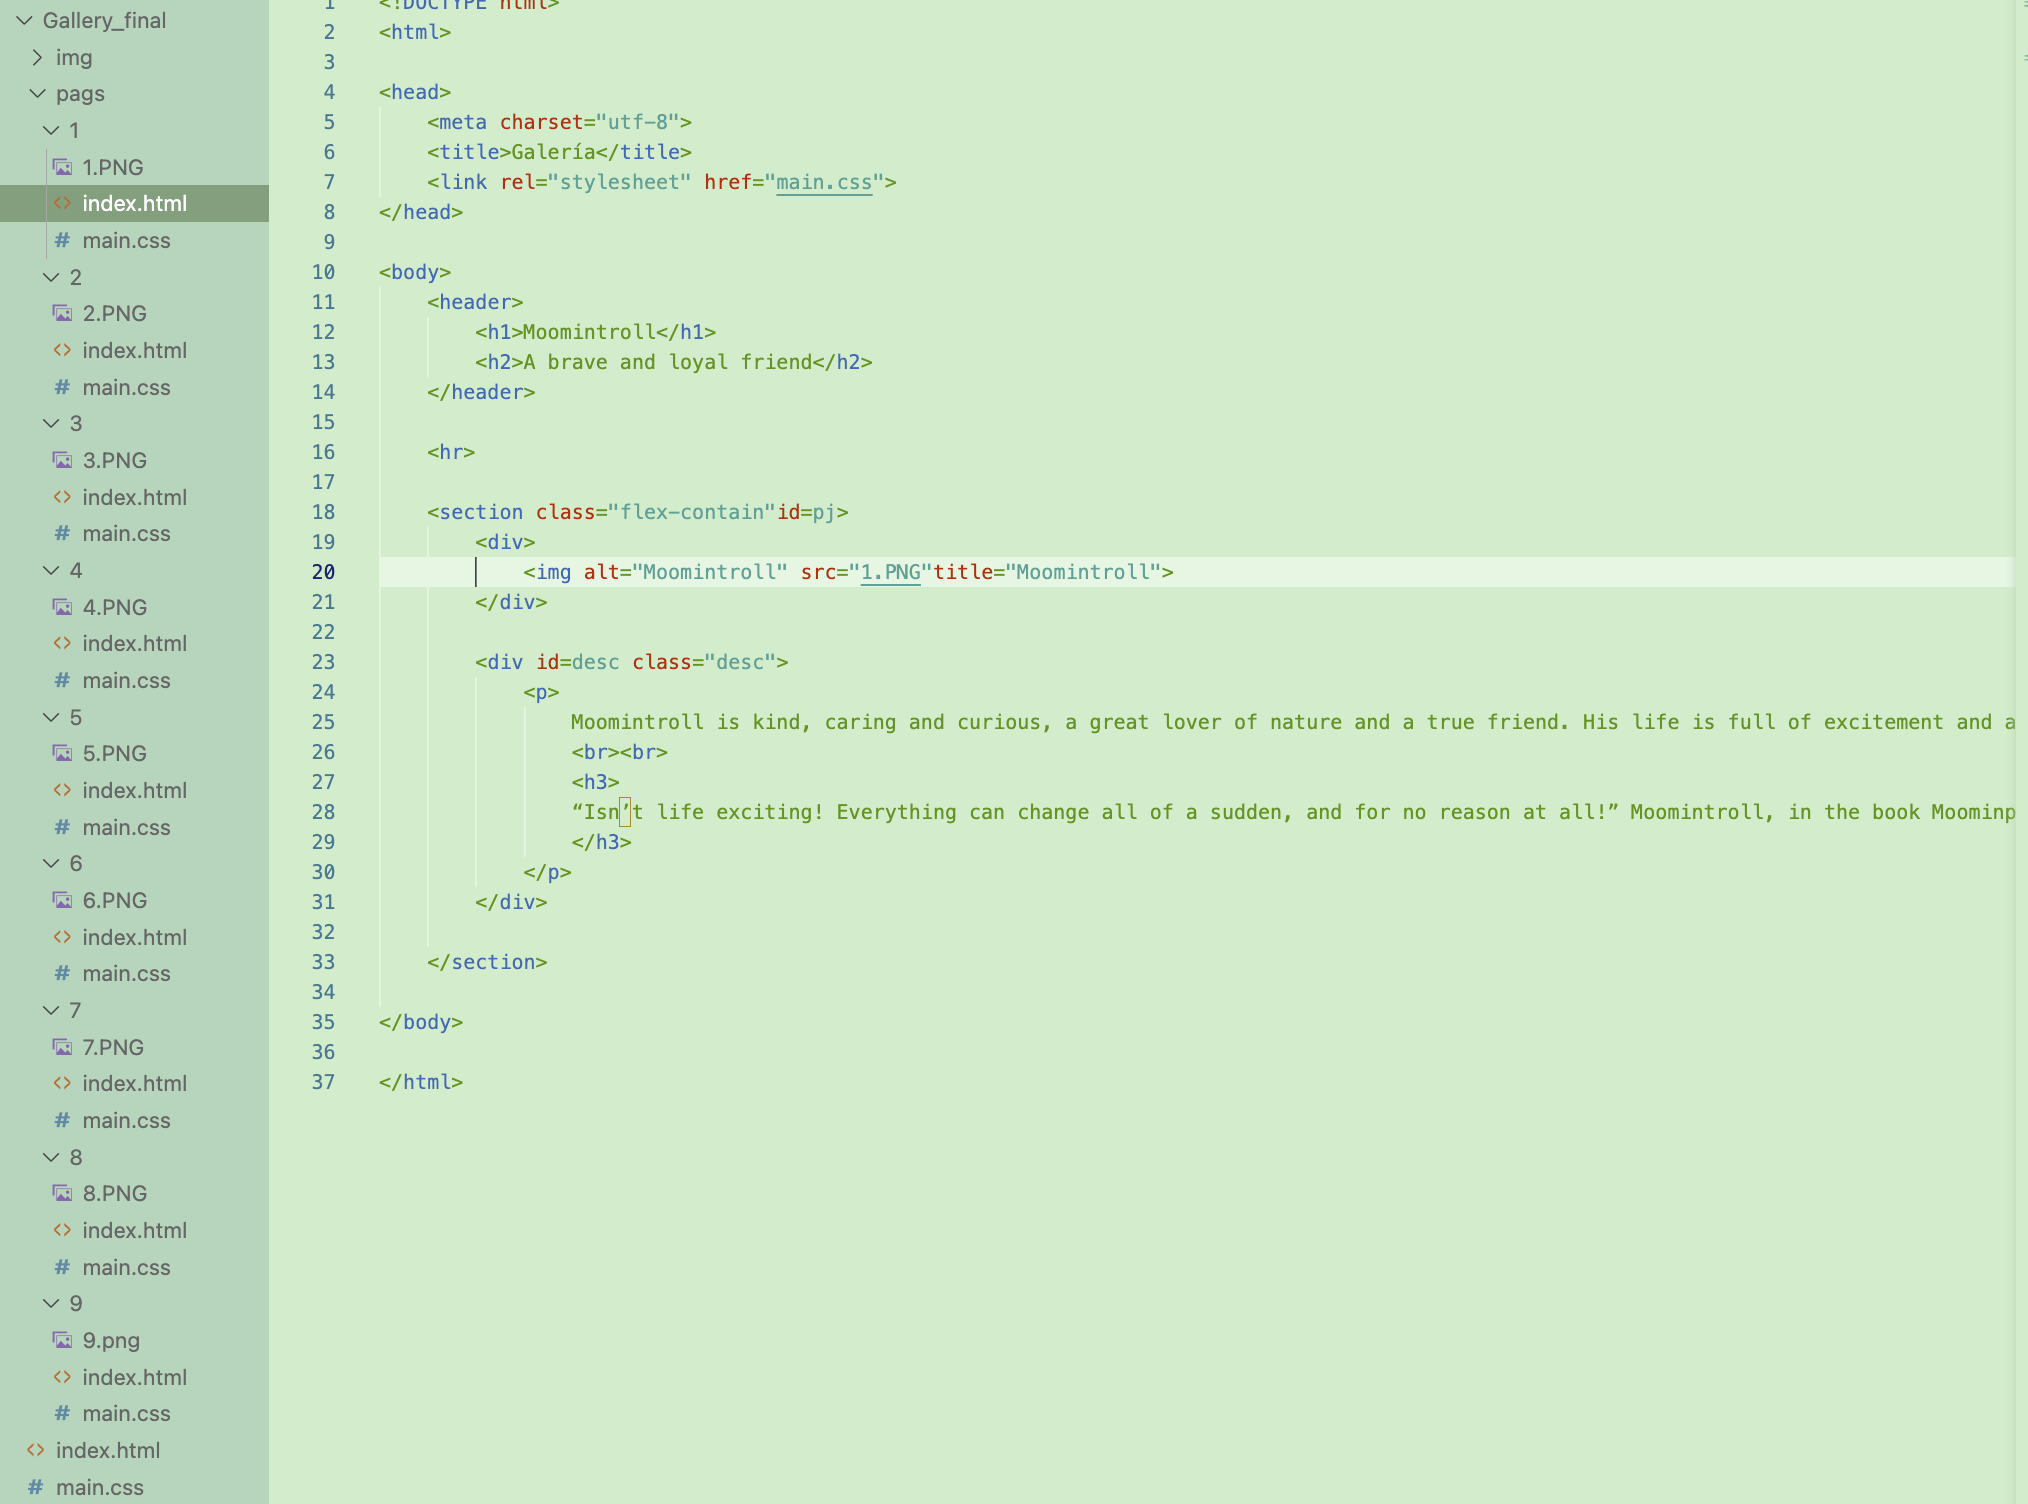 Gallery_final
img
pags
1
1.PNG
index.html
main.css
2
2.PNG
index.html
main.css
3
3.PNG
index.html
main.css
4
4.PNG
index.html
main.css
5
5.PNG
index.html
main.css
6
6.PNG
index.html
main.css
7
7.PNG
index.html
main.css
8
8.PNG
index.html
main.css
9
9.png
index.html
main.css
index.html
main.css
1 <!DOCTYPE html>
2 <html>
3
4 <head>
5     <meta charset="utf-8">
6     <title>Galería</title>
7     <link rel="stylesheet" href="main.css">
8 </head>
9
10 <body>
11     <header>
12         <h1>Moomintroll</h1>
13         <h2>A brave and loyal friend</h2>
14     </header>
15
16     <hr>
17
18     <section class="flex-contain"id=pj>
19         <div>
20             <img alt="Moomintroll" src="1.PNG"title="Moomintroll">
21         </div>
22
23         <div id=desc class="desc">
24             <p>
25                 Moomintroll is kind, caring and curious, a great lover of nature and a true friend. His life is full of excitement and a
26                 <br><br>
27                 <h3>
28                 “Isn’t life exciting! Everything can change all of a sudden, and for no reason at all!” Moomintroll, in the book Moominp
29                 </h3>
30             </p>
31         </div>
32
33     </section>
34
35 </body>
36
37 </html>